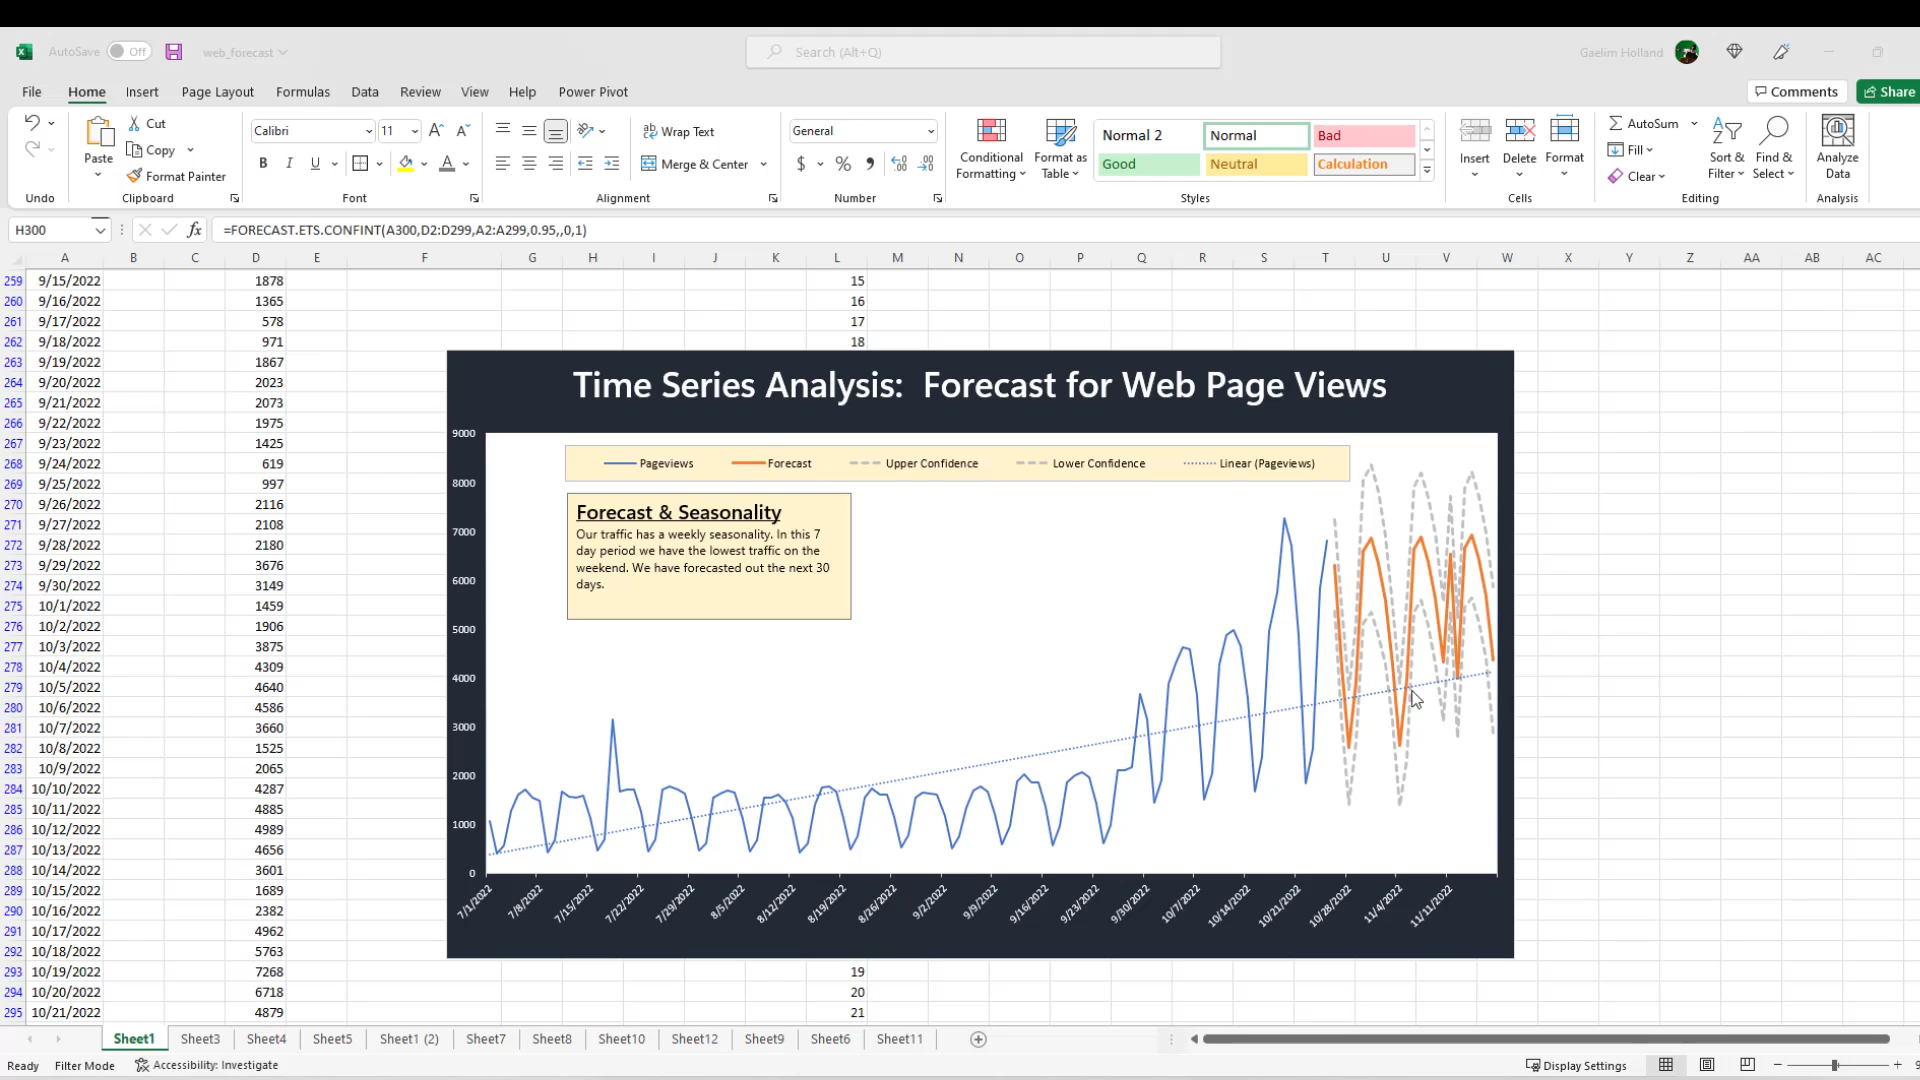 AutoSave Off web_forecast Search (Alt+Q) Gaelim Holland
File Home Insert Page Layout Formulas Data Review View Help Power Pivot Comments Share
Cut
Copy
Format Painter
Paste
Undo
Clipboard
Calibri 11
B I U
Font
Wrap Text
Merge & Center
Alignment
General
$ % 9
Number
Conditional Formatting
Format as Table
Normal 2 Normal Bad
Good Neutral Calculation
Styles
Insert Delete Format
Cells
AutoSum
Fill
Clear
Sort & Filter
Find & Select
Editing
Analyze Data
Analysis
H300 fx =FORECAST.ETS.CONFINT(A300,D2:D299,A2:A299,0.95,,0,1)
A B C D E F G H I J K L M N O P Q R S T U V W X Y Z AA AB AC
259 9/15/2022 1878 15
260 9/16/2022 1365 16
261 9/17/2022 578 17
262 9/18/2022 971 18
263 9/19/2022 1867
264 9/20/2022 2023
265 9/21/2022 2073
266 9/22/2022 1975
267 9/23/2022 1425
268 9/24/2022 619
269 9/25/2022 997
270 9/26/2022 2116
271 9/27/2022 2108
272 9/28/2022 2180
273 9/29/2022 3676
274 9/30/2022 3149
275 10/1/2022 1459
276 10/2/2022 1906
277 10/3/2022 3875
278 10/4/2022 4309
279 10/5/2022 4640
280 10/6/2022 4586
281 10/7/2022 3660
282 10/8/2022 1525
283 10/9/2022 2065
284 10/10/2022 4287
285 10/11/2022 4885
286 10/12/2022 4989
287 10/13/2022 4656
288 10/14/2022 3601
289 10/15/2022 1689
290 10/16/2022 2382
291 10/17/2022 4962
292 10/18/2022 5763
293 10/19/2022 7268 19
294 10/20/2022 6718 20
295 10/21/2022 4879 21
Time Series Analysis: Forecast for Web Page Views
Pageviews Forecast Upper Confidence Lower Confidence Linear (Pageviews)
Forecast & Seasonality
Our traffic has a weekly seasonality. In this 7
day period we have the lowest traffic on the
weekend. We have forecasted out the next 30
days.
9000
8000
7000
6000
5000
4000
3000
2000
1000
0
7/1/2022 7/8/2022 7/15/2022 7/22/2022 7/29/2022 8/5/2022 8/12/2022 8/19/2022 8/26/2022 9/2/2022 9/9/2022 9/16/2022 9/23/2022 9/30/2022 10/7/2022 10/14/2022 10/21/2022 10/28/2022 11/4/2022 11/11/2022
Sheet1 Sheet3 Sheet4 Sheet5 Sheet1 (2) Sheet7 Sheet8 Sheet10 Sheet12 Sheet9 Sheet6 Sheet11
Ready Filter Mode Accessibility: Investigate Display Settings